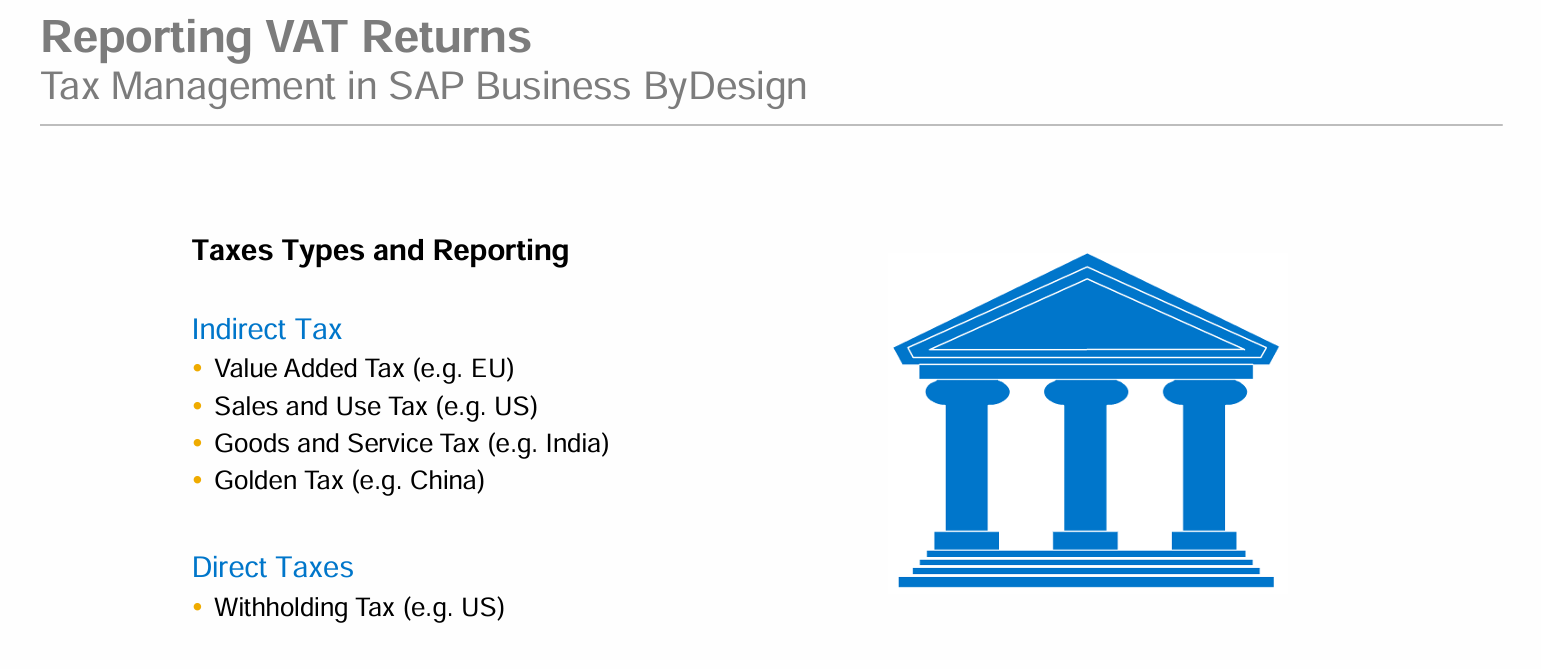 Reporting VAT Returns
Tax Management in SAP Business ByDesign
Taxes Types and Reporting
Indirect Tax
• Value Added Tax (e.g. EU)
• Sales and Use Tax (e.g. US)
• Goods and Service Tax (e.g. India)
• Golden Tax (e.g. China)
Direct Taxes
• Withholding Tax (e.g. US)